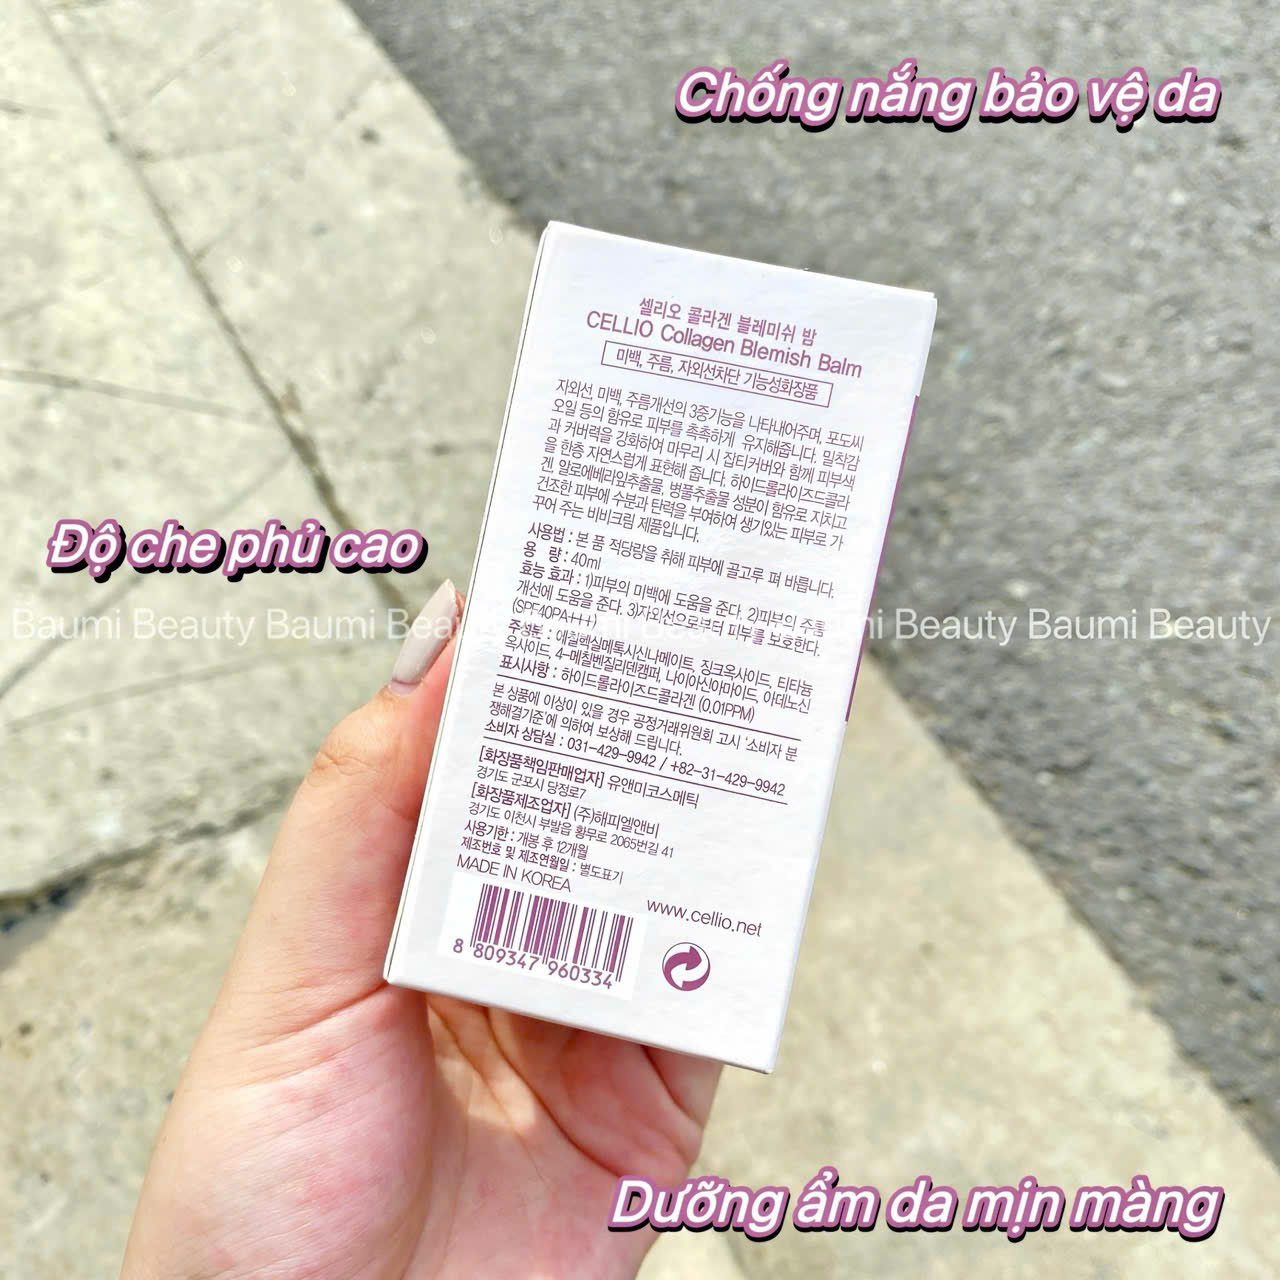 Chống nắng bảo vệ da
셀리오 콜라겐 블레미쉬 밤
CELLIO Collagen Blemish Balm
미백, 주름, 자외선차단 기능성화장품
자외선, 미백, 주름개선의 3중기능을 나타내어주며, 포도씨
오일 등의 함유로 피부를 촉촉하게 유지해줍니다. 밀착감
과 커버력을 강화하여 마무리 시 잡티커버와 함께 피부색
을 한층 자연스럽게 표현해 줍니다. 하이드롤라이즈드콜라
겐, 알로에베라잎추출물, 병풀추출물 성분이 함유로 지치고
건조한 피부에 수분과 탄력을 부여하여 생기있는 피부로 가
꾸어 주는 비비크림 제품입니다.
사용법 : 본 품 적당량을 취해 피부에 골고루 펴 바릅니다.
용 량 : 40ml
효능 효과 : 1)피부의 미백에 도움을 준다. 2)피부의 주름
개선에 도움을 준다. 3)자외선으로부터 피부를 보호한다.
(SPF40PA+++)
주성분 : 에칠헥실메톡시신나메이트, 징크옥사이드, 티타늄
옥사이드, 4-메칠벤질리덴캠퍼, 나이아신아마이드, 아데노신
표시사항 : 하이드롤라이즈드콜라겐 (0.01PPM)
본 상품에 이상이 있을 경우 공정거래위원회 고시 '소비자 분
쟁해결기준'에 의하여 보상해 드립니다.
소비자 상담실 : 031-429-9942 / +82-31-429-9942
[화장품책임판매업자] 유앤미코스메틱
경기도 군포시 당정로7
[화장품제조업자] (주)해피엘앤비
경기도 이천시 부발읍 황무로 2065번길 41
사용기한 : 개봉 후 12개월
제조번호 및 제조연월일 : 별도표기
MADE IN KOREA
www.cellio.net
8 809347 960334
Độ che phủ cao
Baumi Beauty Baumi Beauty Baumi Beauty Baumi Beauty
Dưỡng ẩm da mịn màng